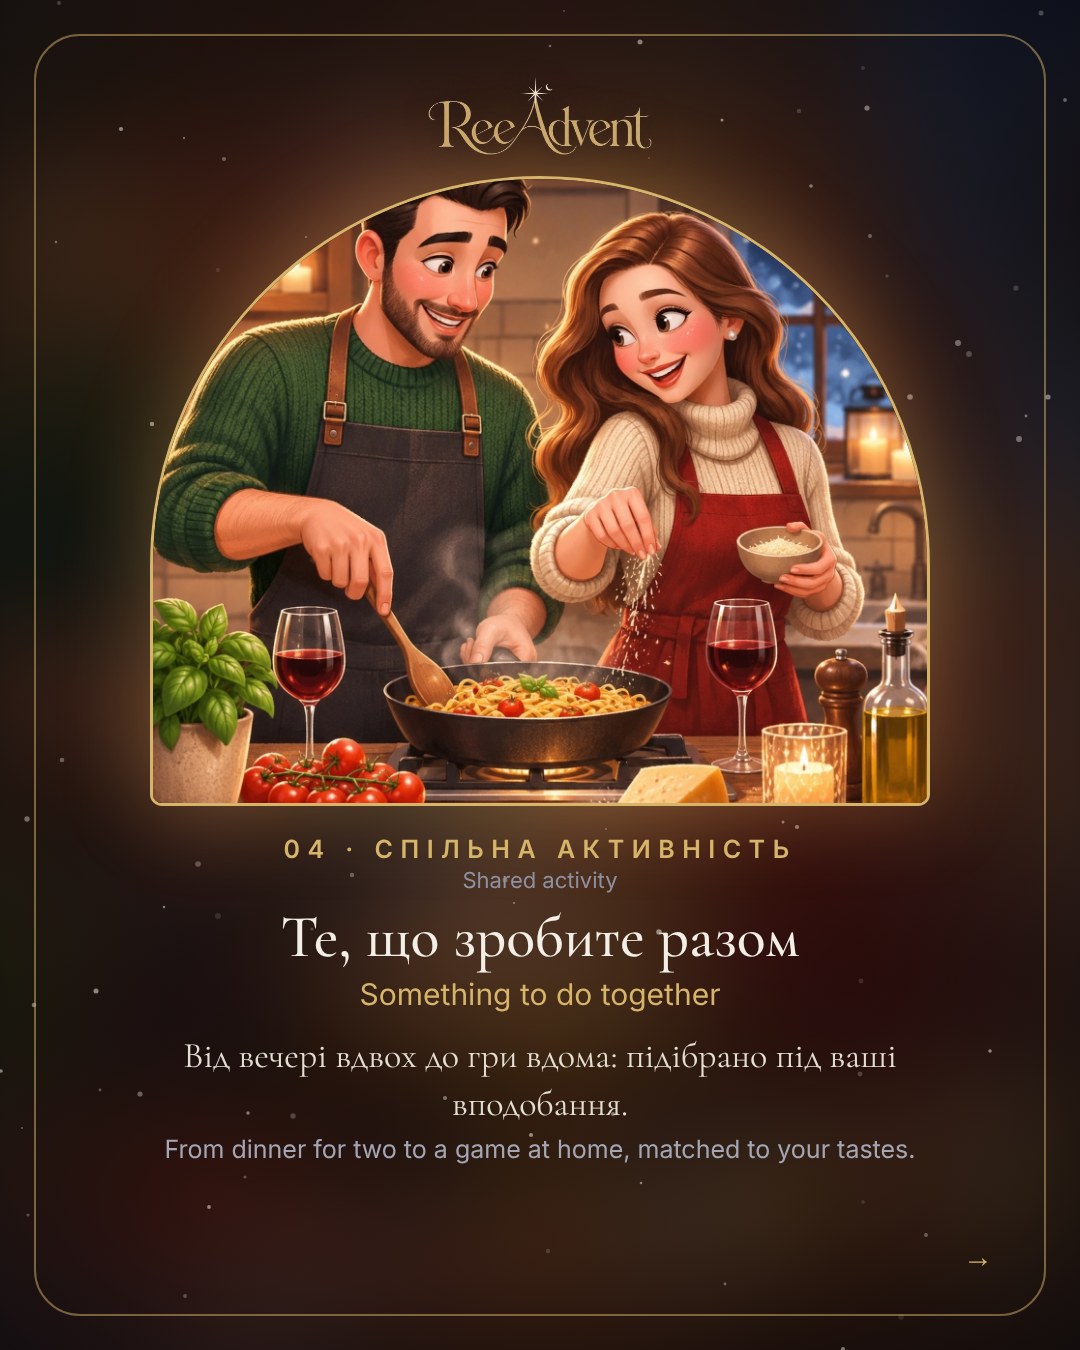 ReeAdvent
04 · СПІЛЬНА АКТИВНІСТЬ
Shared activity
Те, що зробите разом
Something to do together
Від вечері вдвох до гри вдома: підібрано під ваші
вподобання.
From dinner for two to a game at home, matched to your tastes.
→